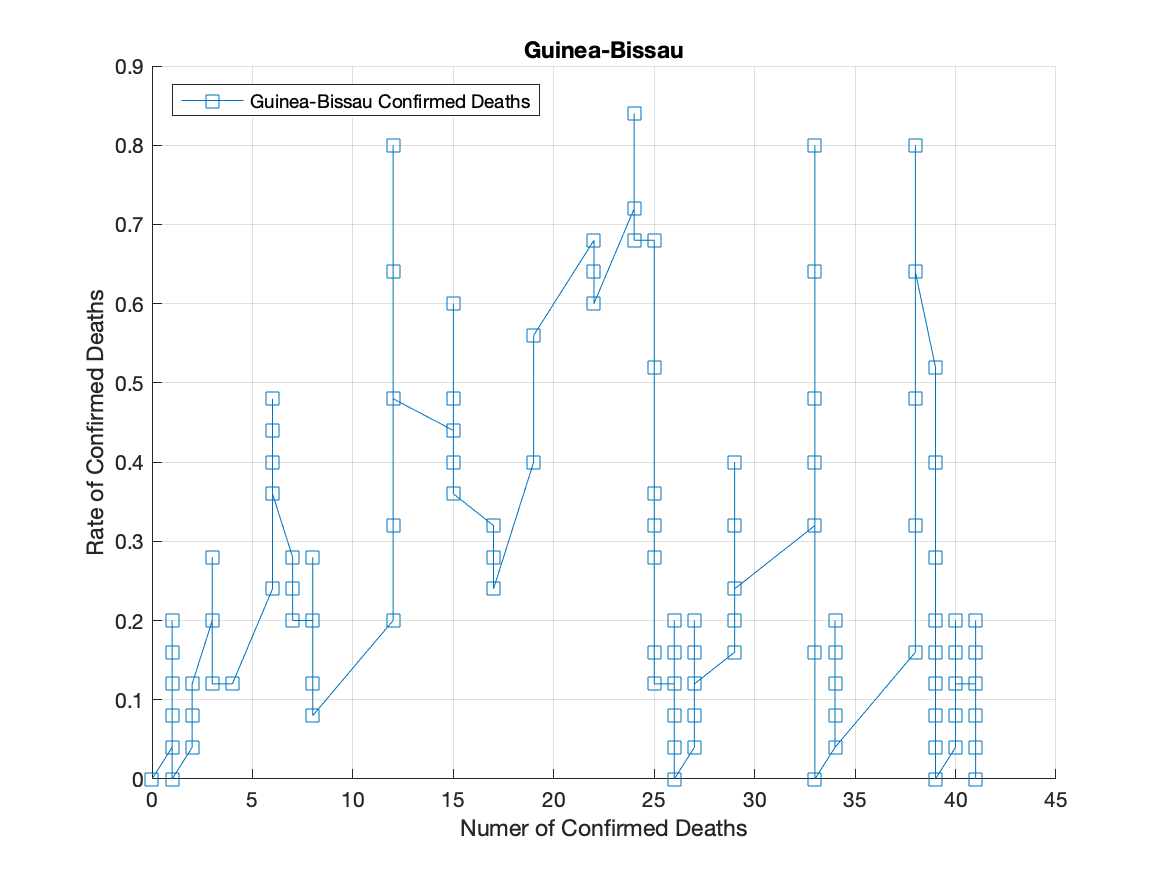 Guinea-Bissau
Guinea-Bissau Confirmed Deaths
0.9
0.8
0.7
0.6
0.5
0.4
0.3
0.2
0.1
0
Rate of Confirmed Deaths
0 5 10 15 20 25 30 35 40 45
Numer of Confirmed Deaths